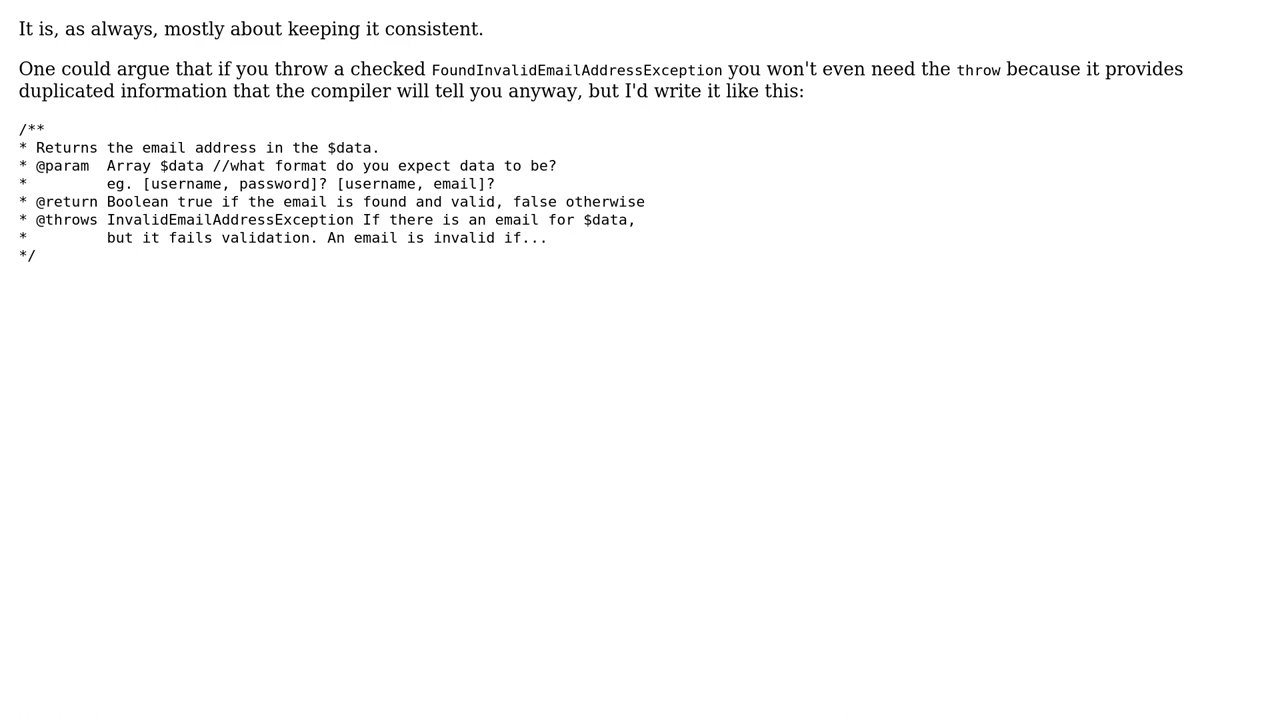 It is, as always, mostly about keeping it consistent.
One could argue that if you throw a checked FoundInvalidEmailAddressException you won't even need the throw because it provides
duplicated information that the compiler will tell you anyway, but I'd write it like this:
/**
* Returns the email address in the $data.
* @param  Array $data //what format do you expect data to be?
*         eg. [username, password]? [username, email]?
* @return Boolean true if the email is found and valid, false otherwise
* @throws InvalidEmailAddressException If there is an email for $data,
*         but it fails validation. An email is invalid if...
*/